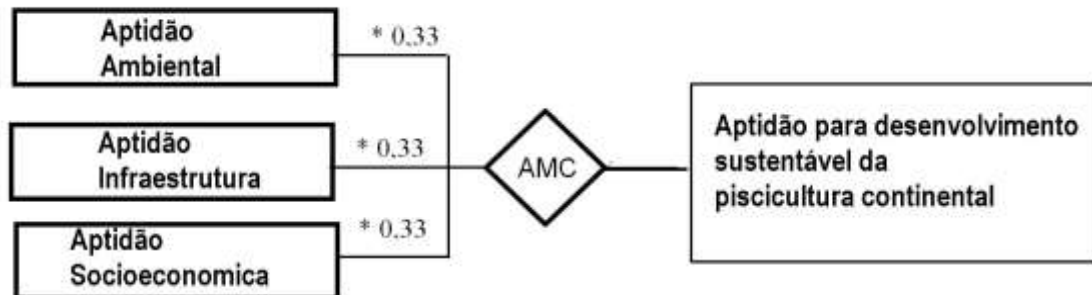 Aptidão
Ambiental
* 0,33
Aptidão
Infraestrutura
* 0,33
Aptidão
Socioeconomica
* 0,33
AMC
Aptidão para desenvolvimento
sustentável da
piscicultura continental